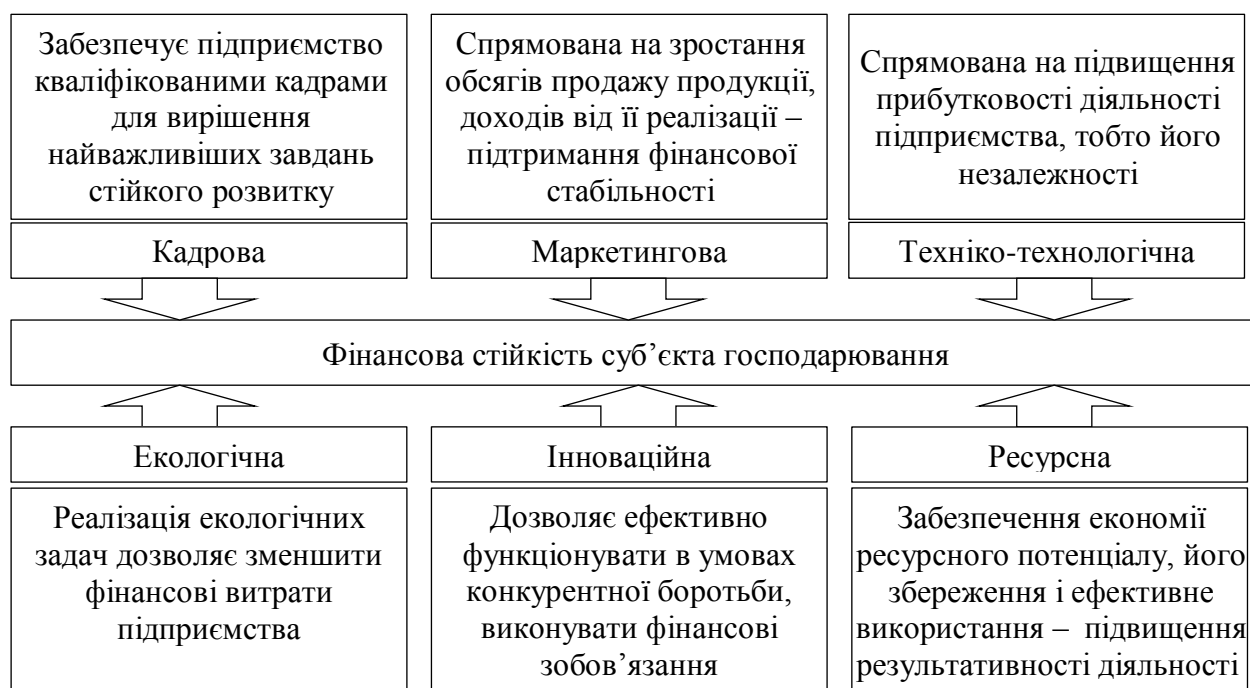 Забезпечує підприємство
кваліфікованими кадрами
для вирішення
найважливіших завдань
стійкого розвитку
Кадрова
Спрямована на зростання
обсягів продажу продукції,
доходів від її реалізації –
підтримання фінансової
стабільності
Маркетингова
Спрямована на підвищення
прибутковості діяльності
підприємства, тобто його
незалежності
Техніко-технологічна
Фінансова стійкість суб’єкта господарювання
Екологічна
Реалізація екологічних
задач дозволяє зменшити
фінансові витрати
підприємства
Інноваційна
Дозволяє ефективно
функціонувати в умовах
конкурентної боротьби,
виконувати фінансові
зобов’язання
Ресурсна
Забезпечення економії
ресурсного потенціалу, його
збереження і ефективне
використання – підвищення
результативності діяльності